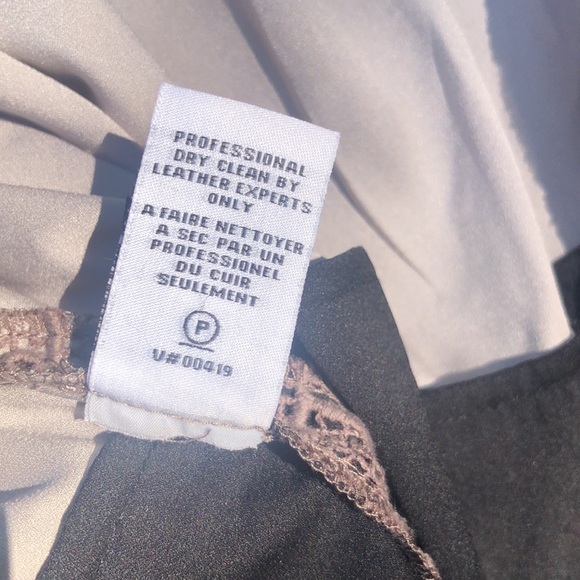 PROFESSIONAL
DRY CLEAN BY
LEATHER EXPERTS
ONLY
A FAIRE NETTOYER
A SEC PAR UN
PROFESSIONEL
DU CUIR
SEULEMENT
P
U#00419